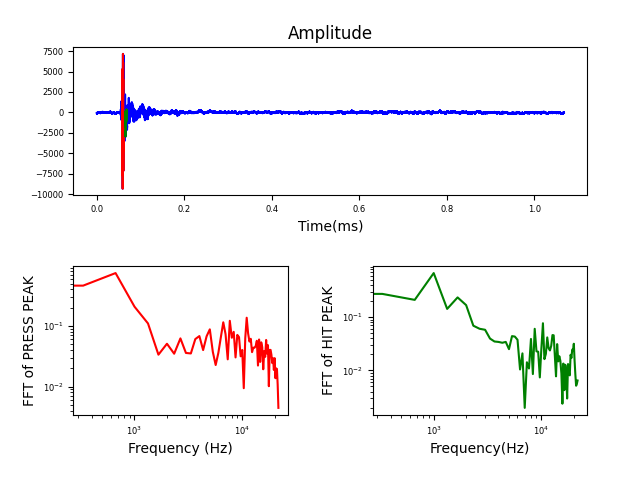 Amplitude
7500
5000
2500
0
−2500
−5000
−7500
−10000
0.0 0.2 0.4 0.6 0.8 1.0
Time(ms)
FFT of PRESS PEAK
10⁻¹
10⁻²
10³ 10⁴
Frequency (Hz)
FFT of HIT PEAK
10⁻¹
10⁻²
10³ 10⁴
Frequency(Hz)